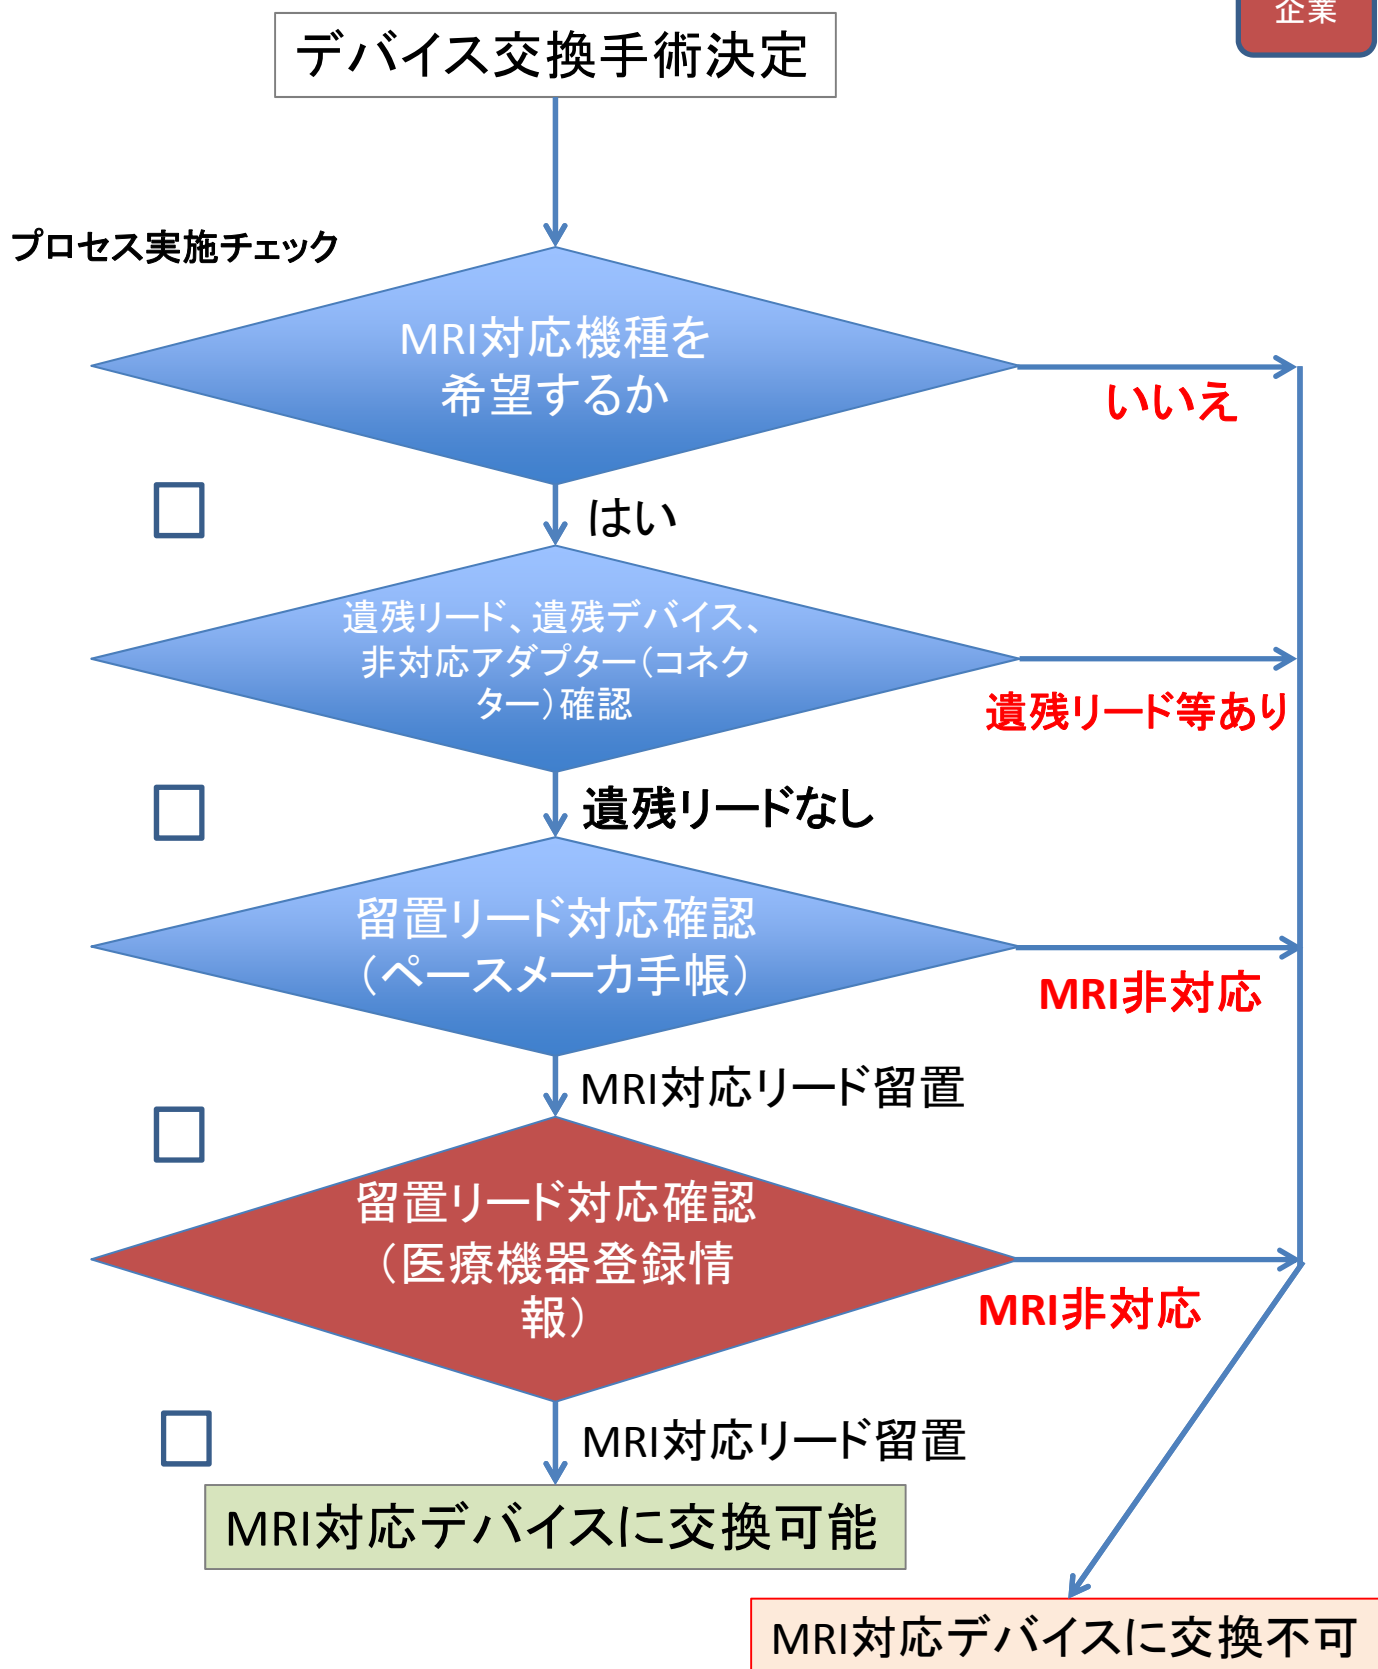 企業
デバイス交換手術決定
プロセス実施チェック
MRI対応機種を
希望するか
いいえ
はい
遺残リード、遺残デバイス、
非対応アダプター（コネク
ター）確認
遺残リード等あり
遺残リードなし
留置リード対応確認
（ペースメーカ手帳）
MRI非対応
MRI対応リード留置
留置リード対応確認
（医療機器登録情
報）
MRI非対応
MRI対応リード留置
MRI対応デバイスに交換可能
MRI対応デバイスに交換不可